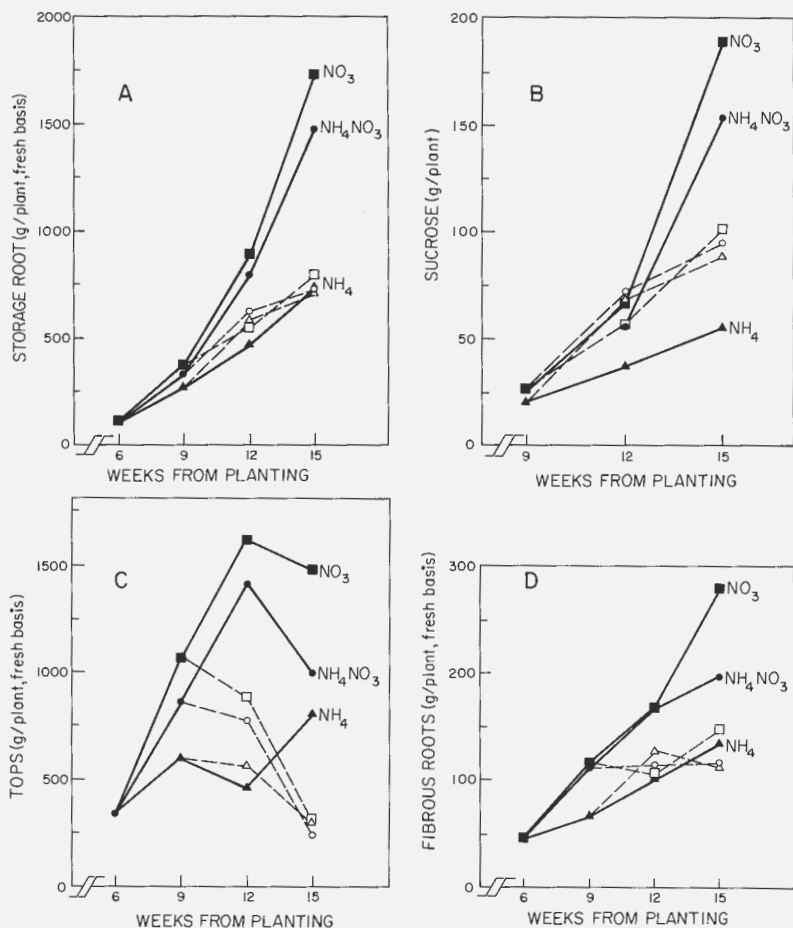 2000
1500
1000
500
0
STORAGE ROOT (g/plant, fresh basis)
A
NO3
NH4NO3
NH4
6 9 12 15
WEEKS FROM PLANTING
200
150
100
50
0
SUCROSE (g/plant)
B
NO3
NH4NO3
NH4
9 12 15
WEEKS FROM PLANTING
1500
1000
500
0
TOPS (g/plant, fresh basis)
C
NO3
NH4NO3
NH4
6 9 12 15
WEEKS FROM PLANTING
300
200
100
0
FIBROUS ROOTS (g/plant, fresh basis)
D
NO3
NH4NO3
NH4
6 9 12 15
WEEKS FROM PLANTING